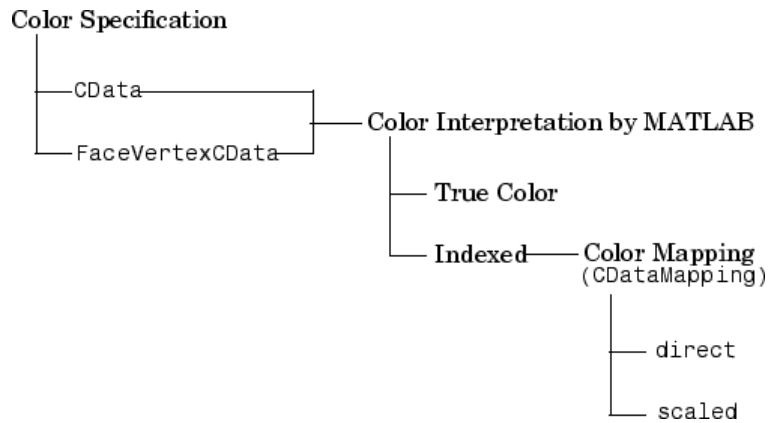 Color Specification
CData
FaceVertexCData
Color Interpretation by MATLAB
True Color
Indexed
Color Mapping
(CDataMapping)
direct
scaled